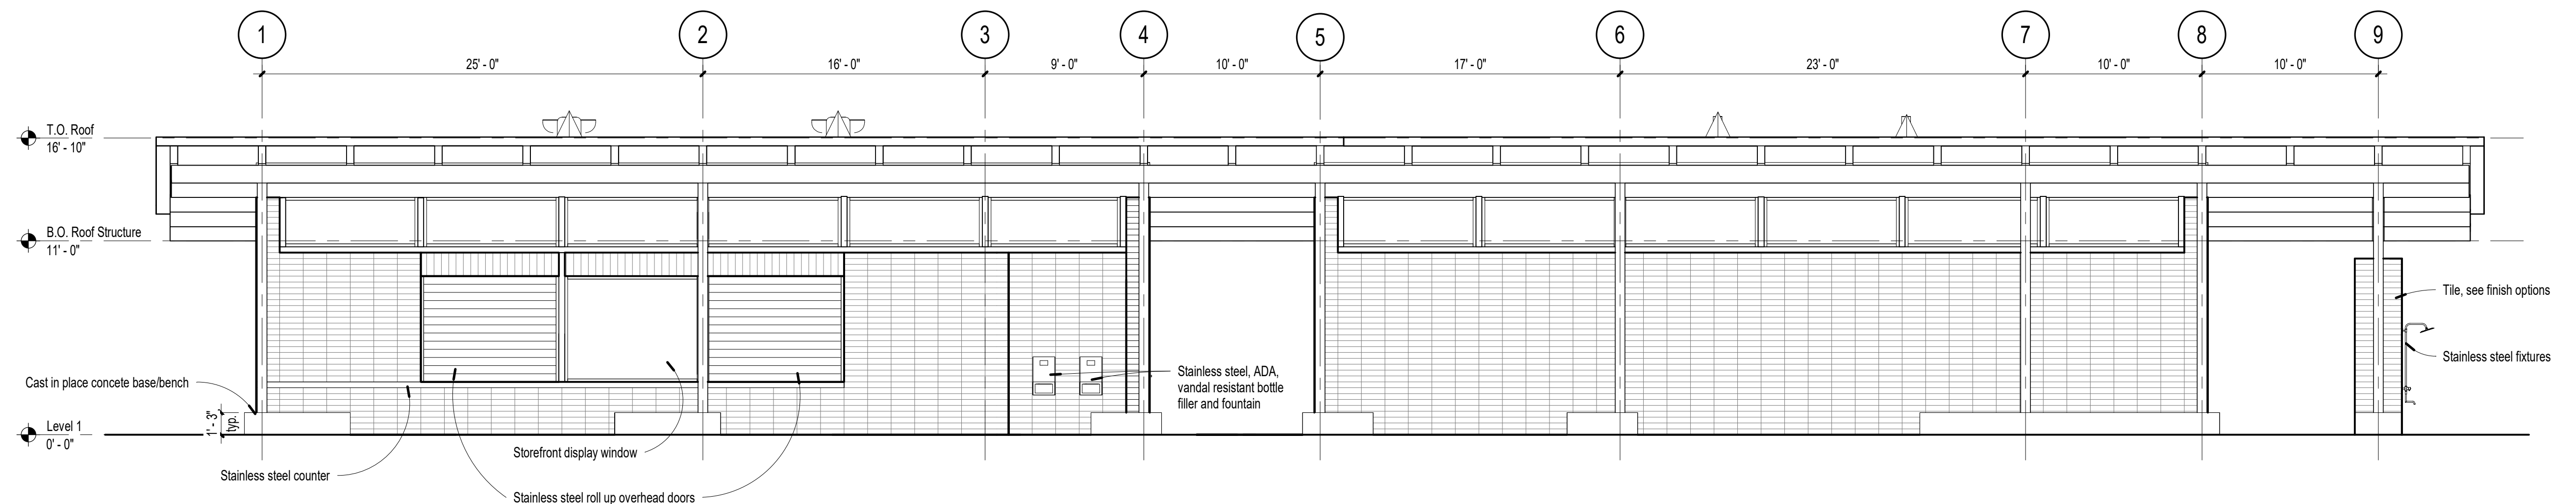 1 2 3 4 5 6 7 8 9
25' - 0" 16' - 0" 9' - 0" 10' - 0" 17' - 0" 23' - 0" 10' - 0" 10' - 0"
T.O. Roof
16' - 10"
B.O. Roof Structure
11' - 0"
Tile, see finish options
Stainless steel fixtures
Stainless steel, ADA,
vandal resistant bottle
filler and fountain
Cast in place concete base/bench
1' - 3"
typ.
Level 1
0' - 0"
Storefront display window
Stainless steel counter
Stainless steel roll up overhead doors